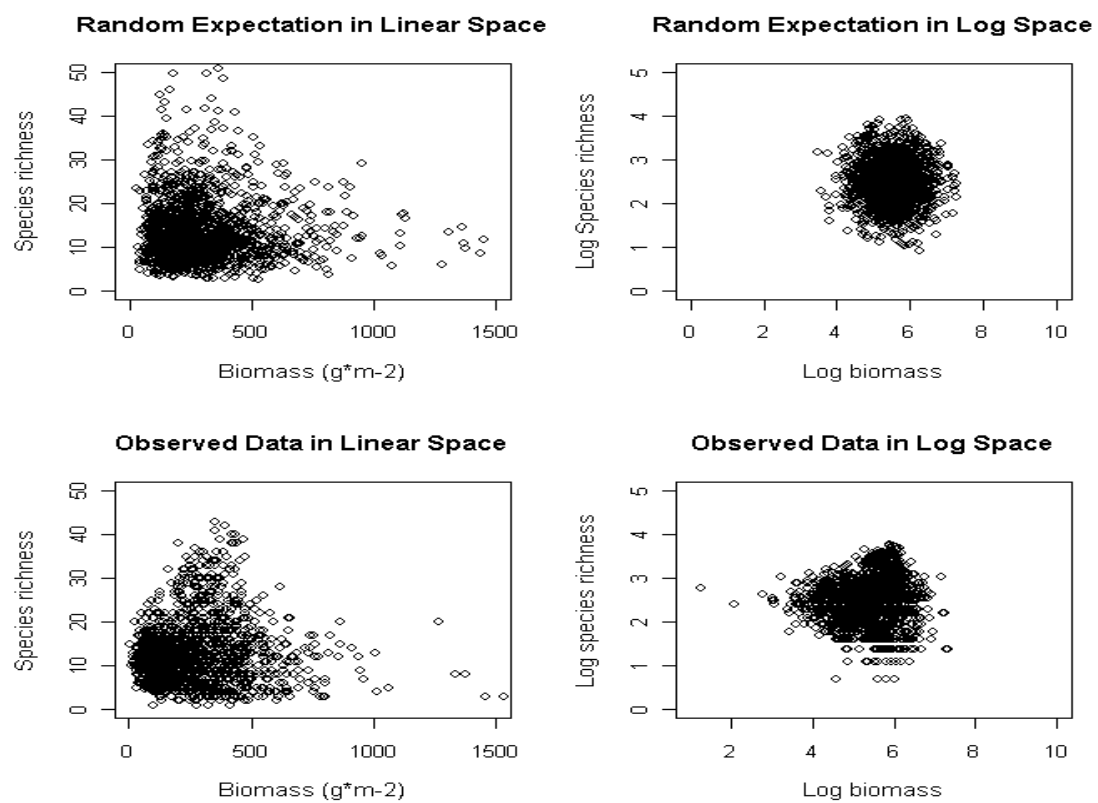 Random Expectation in Linear Space
Species richness
50
40
30
20
10
0
0 500 1000 1500
Biomass (g*m-2)
Random Expectation in Log Space
Log Species richness
5
4
3
2
1
0
0 2 4 6 8 10
Log biomass
Observed Data in Linear Space
Species richness
50
40
30
20
10
0
0 500 1000 1500
Biomass (g*m-2)
Observed Data in Log Space
Log species richness
5
4
3
2
1
0
2 4 6 8 10
Log biomass